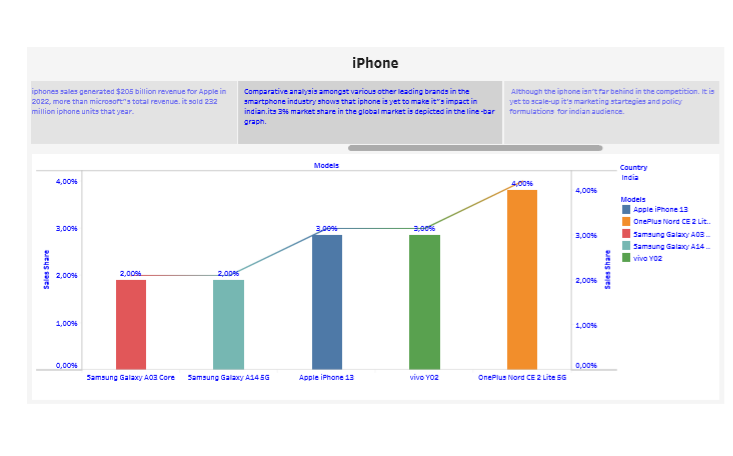 iPhone
iphones sales generated $205 billion revenue for Apple in
2022, more than microsoft"s total revenue. it sold 232
million iphone units that year.
Comparative analysis amongst various other leading brands in the
smartphone industry shows that iphone is yet to make it"s impact in
indian.its 3% market share in the global market is depicted in the line -bar
graph.
Although the iphone isn"t far behind in the competition. It is
yet to scale-up it's marketing startegies and policy
formulations for indian audience.
Models
4,00%
3,00%
2,00%
1,00%
0,00%
Sales Share
2,00%
2,00%
3,00%
3,00%
4,00%
Samsung Galaxy A03 Core
Samsung Galaxy A14 5G
Apple iPhone 13
vivo Y02
OnePlus Nord CE 2 Lite 5G
4,00%
3,00%
2,00%
1,00%
0,00%
Sales Share
Country
India
Models
Apple iPhone 13
OnePlus Nord CE 2 Lit..
Samsung Galaxy A03 ..
Samsung Galaxy A14 ..
vivo Y02